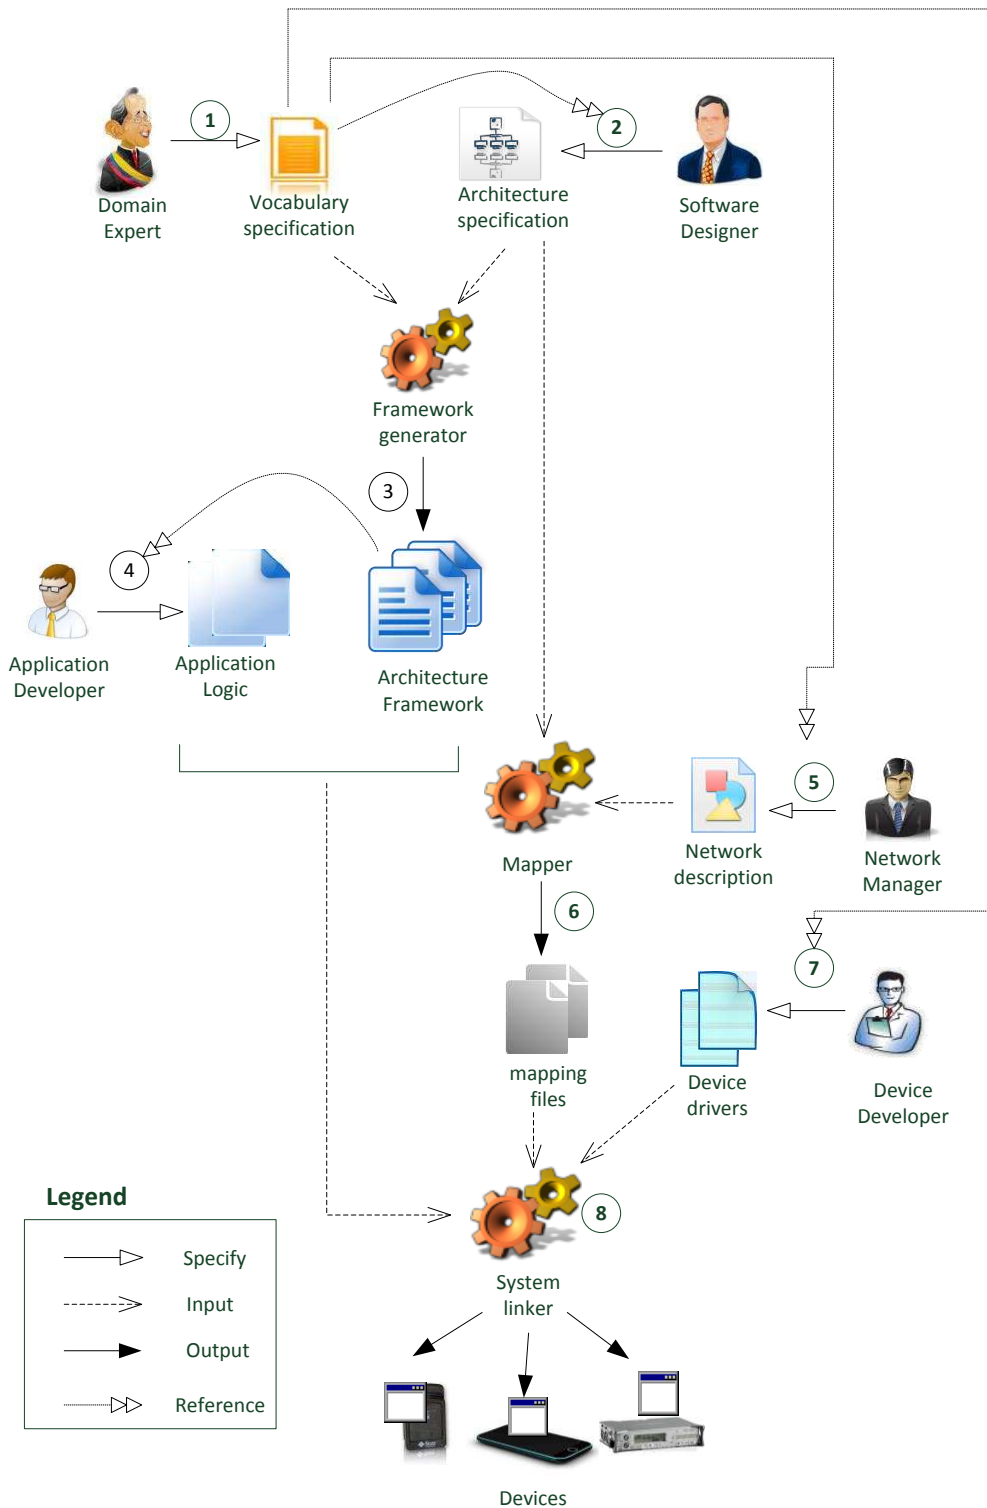 1
2
Domain
Expert
Vocabulary
specification
Architecture
specification
Software
Designer
Framework
generator
3
4
Application
Developer
Application
Logic
Architecture
Framework
5
Mapper
Network
description
Network
Manager
6
7
mapping
files
Device
drivers
Device
Developer
8
System
linker
Legend
Specify
Input
Output
Reference
Devices